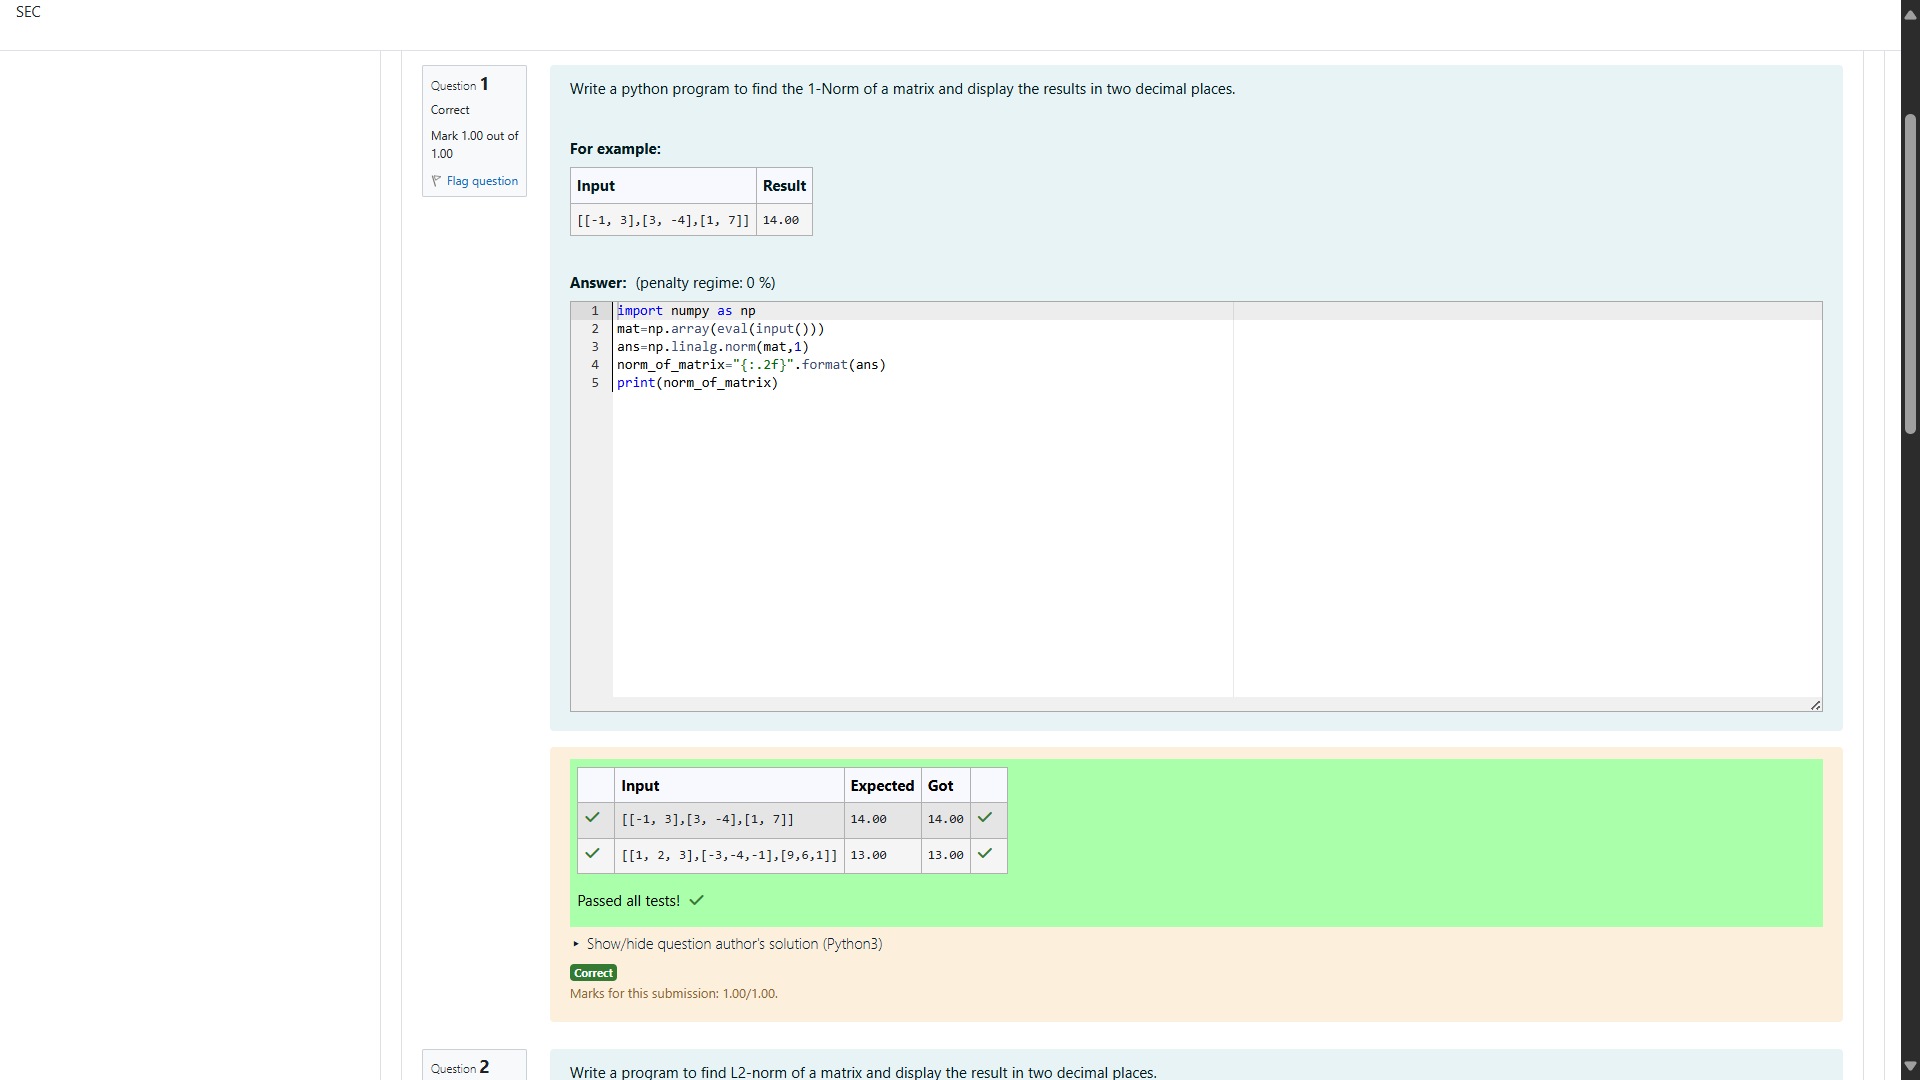 SEC
Question 1
Correct
Mark 1.00 out of
1.00
Flag question
Write a python program to find the 1-Norm of a matrix and display the results in two decimal places.
For example:
Input Result
[[-1, 3],[3, -4],[1, 7]] 14.00
Answer: (penalty regime: 0 %)
1 import numpy as np
2 mat=np.array(eval(input()))
3 ans=np.linalg.norm(mat,1)
4 norm_of_matrix="{:.2f}".format(ans)
5 print(norm_of_matrix)
Input Expected Got
[[-1, 3],[3, -4],[1, 7]] 14.00 14.00
[[1, 2, 3],[-3,-4,-1],[9,6,1]] 13.00 13.00
Passed all tests!
Show/hide question author's solution (Python3)
Correct
Marks for this submission: 1.00/1.00.
Question 2
Write a program to find L2-norm of a matrix and display the result in two decimal places.